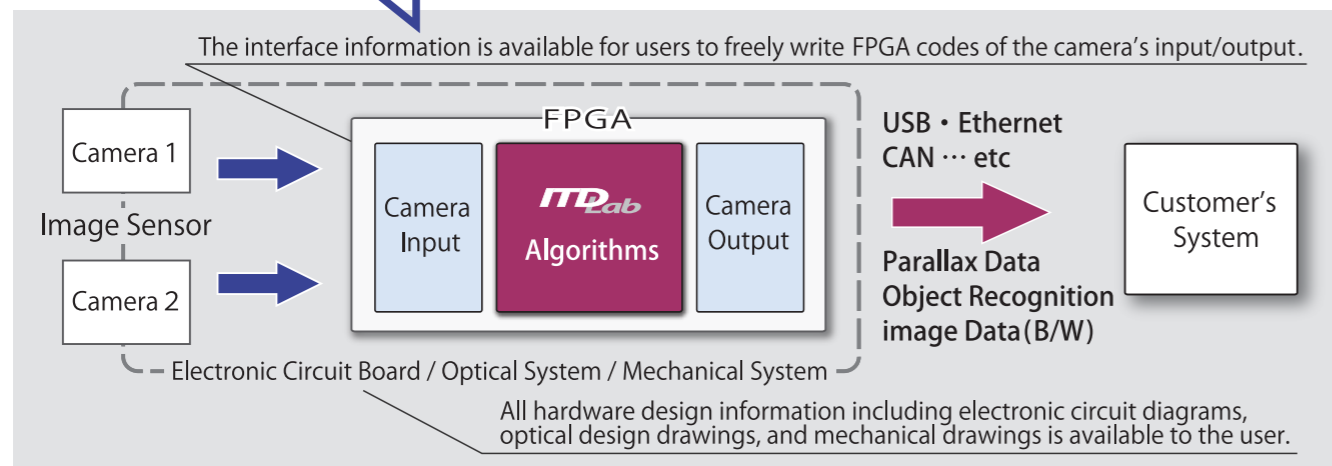 The interface information is available for users to freely write FPGA codes of the camera's input/output.
FPGA
Camera 1
Image Sensor
Camera 2
Camera
Input
ITD Lab
Algorithms
Camera
Output
USB・Ethernet
CAN … etc
Parallax Data
Object Recognition
image Data(B/W)
Customer's
System
Electronic Circuit Board / Optical System / Mechanical System
All hardware design information including electronic circuit diagrams,
optical design drawings, and mechanical drawings is available to the user.